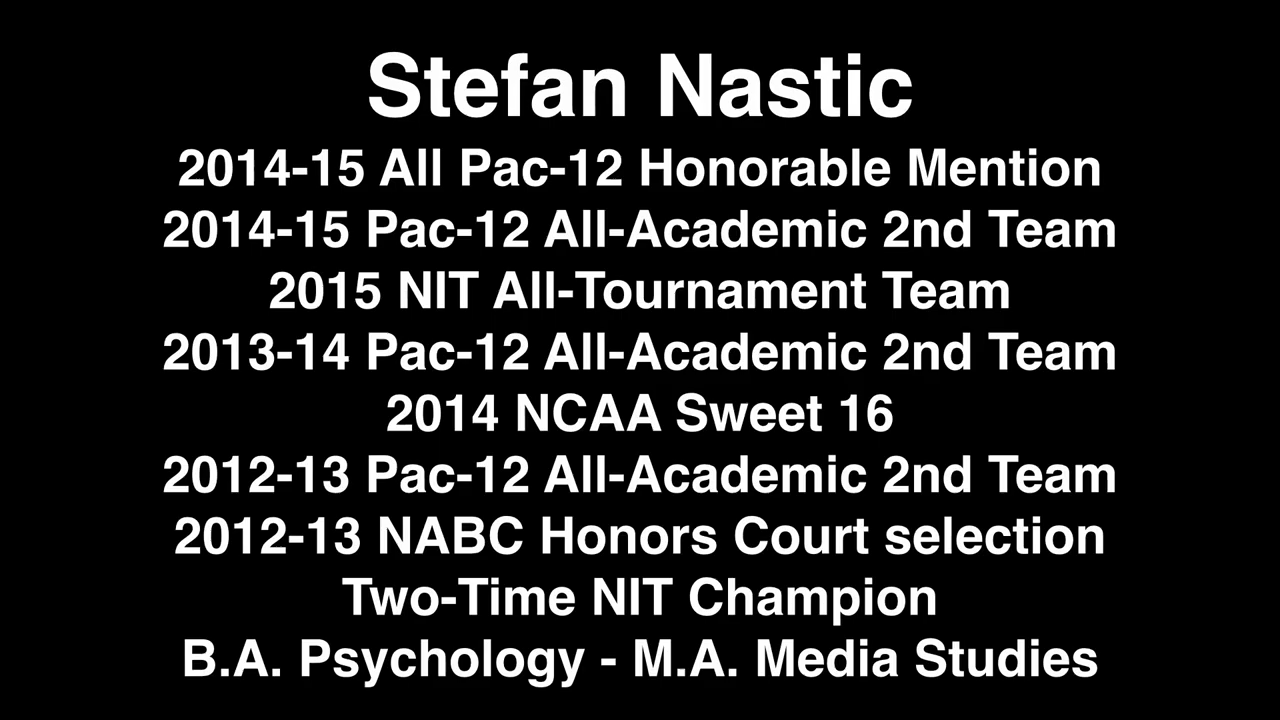 Stefan Nastic
2014-15 All Pac-12 Honorable Mention
2014-15 Pac-12 All-Academic 2nd Team
2015 NIT All-Tournament Team
2013-14 Pac-12 All-Academic 2nd Team
2014 NCAA Sweet 16
2012-13 Pac-12 All-Academic 2nd Team
2012-13 NABC Honors Court selection
Two-Time NIT Champion
B.A. Psychology - M.A. Media Studies